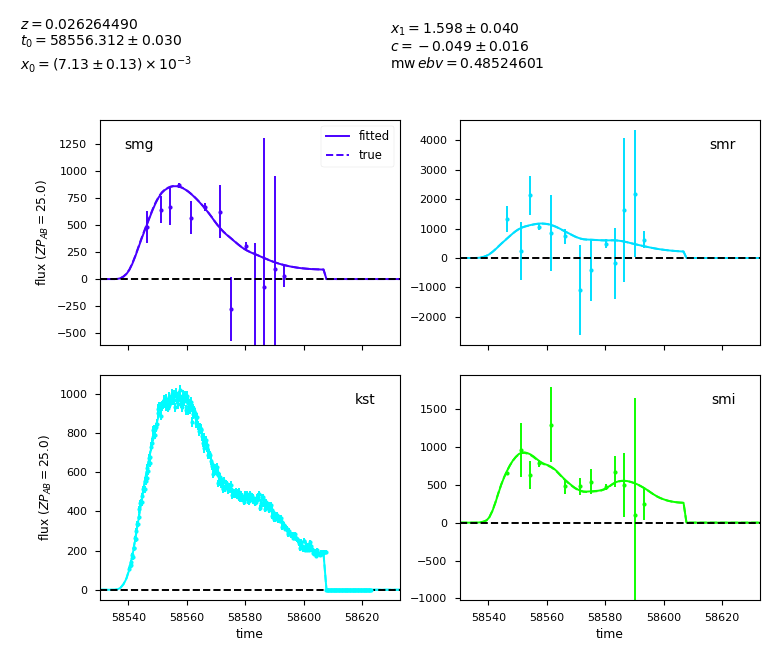 z = 0.026264490
t₀ = 58556.312 ± 0.030
x₀ = (7.13 ± 0.13) × 10⁻³
x₁ = 1.598 ± 0.040
c = −0.049 ± 0.016
mw ebv = 0.48524601
smg
fitted
true
1250
1000
750
500
250
0
−250
−500
flux (ZP_AB = 25.0)
smr
4000
3000
2000
1000
0
−1000
−2000
kst
1000
800
600
400
200
0
flux (ZP_AB = 25.0)
58540 58560 58580 58600 58620
time
smi
1500
1000
500
0
−500
−1000
58540 58560 58580 58600 58620
time